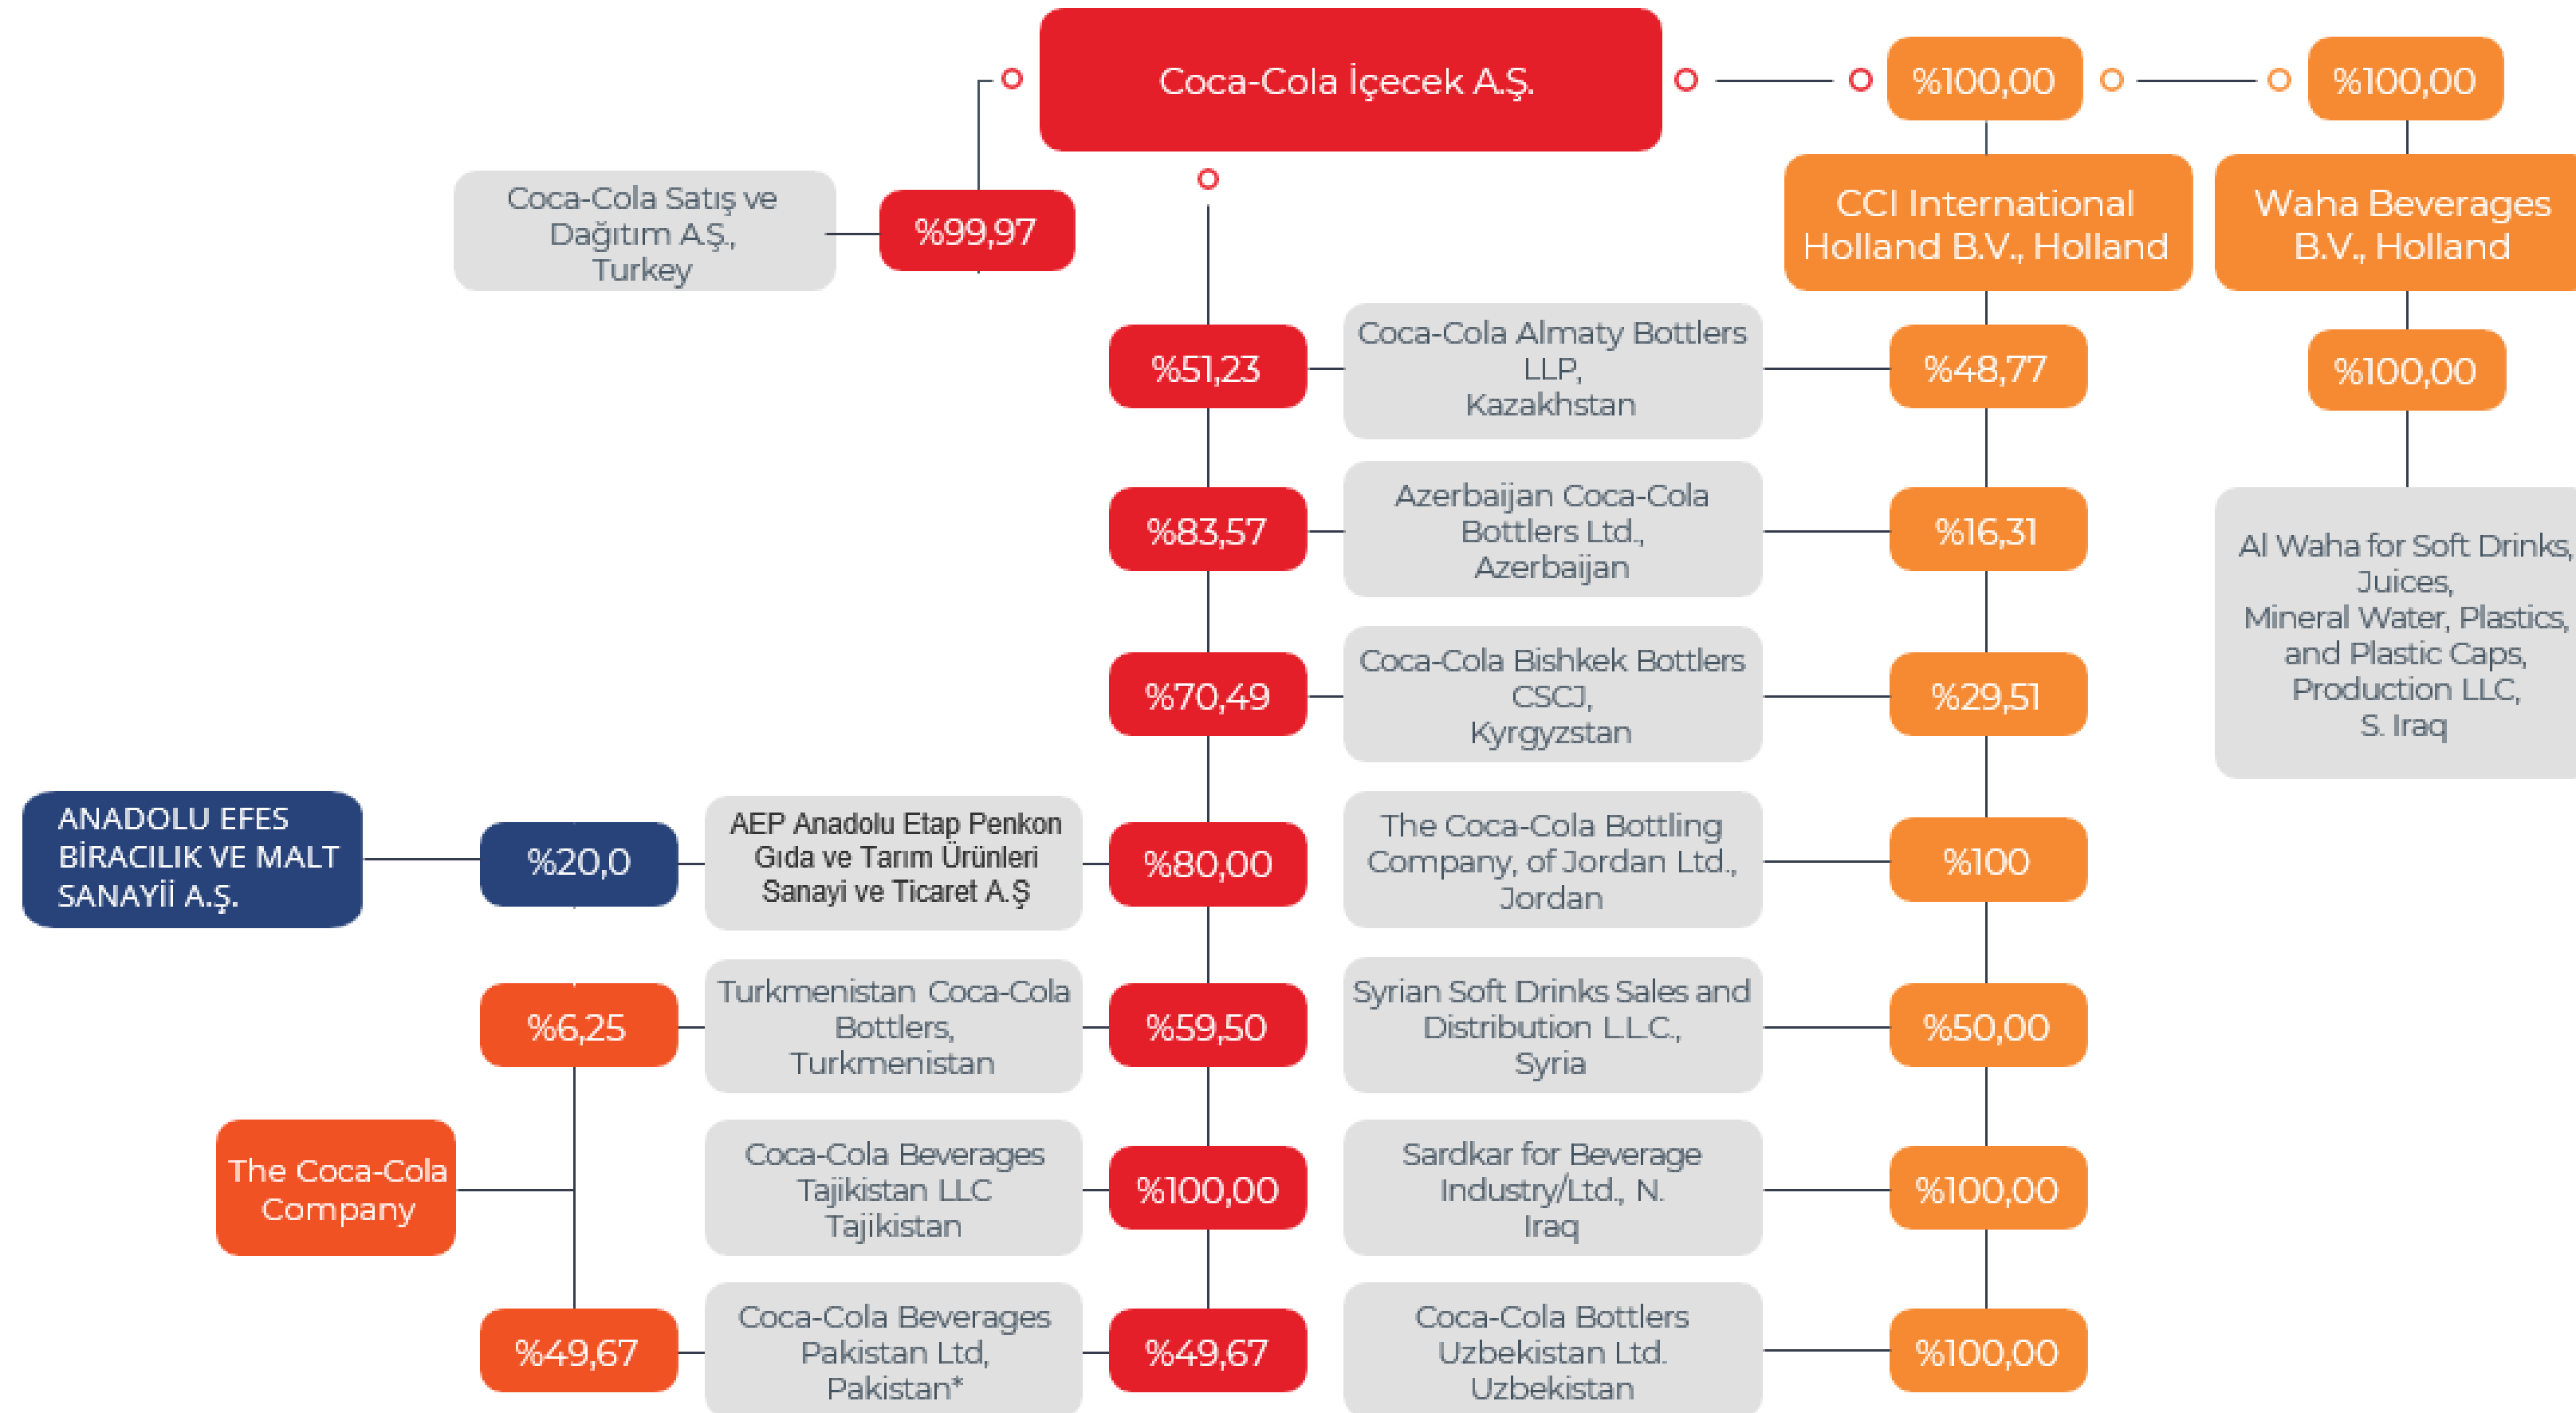 Coca-Cola İçecek A.Ş.
%100,00
%100,00
Coca-Cola Satış ve
Dağıtım A.Ş.,
Turkey
%99,97
CCI International
Holland B.V., Holland
Waha Beverages
B.V., Holland
%51,23
Coca-Cola Almaty Bottlers
LLP,
Kazakhstan
%48,77
%100,00
%83,57
Azerbaijan Coca-Cola
Bottlers Ltd.,
Azerbaijan
%16,31
Al Waha for Soft Drinks,
Juices,
Mineral Water, Plastics,
and Plastic Caps,
Production LLC,
S. Iraq
%70,49
Coca-Cola Bishkek Bottlers
CSCJ,
Kyrgyzstan
%29,51
ANADOLU EFES
BİRACILIK VE MALT
SANAYİİ A.Ş.
%20,0
AEP Anadolu Etap Penkon
Gıda ve Tarım Ürünleri
Sanayi ve Ticaret A.Ş
%80,00
The Coca-Cola Bottling
Company, of Jordan Ltd.,
Jordan
%100
%6,25
Turkmenistan Coca-Cola
Bottlers,
Turkmenistan
%59,50
Syrian Soft Drinks Sales and
Distribution L.L.C.,
Syria
%50,00
The Coca-Cola
Company
Coca-Cola Beverages
Tajikistan LLC
Tajikistan
%100,00
Sardkar for Beverage
Industry/Ltd., N.
Iraq
%100,00
%49,67
Coca-Cola Beverages
Pakistan Ltd,
Pakistan*
%49,67
Coca-Cola Bottlers
Uzbekistan Ltd.
Uzbekistan
%100,00